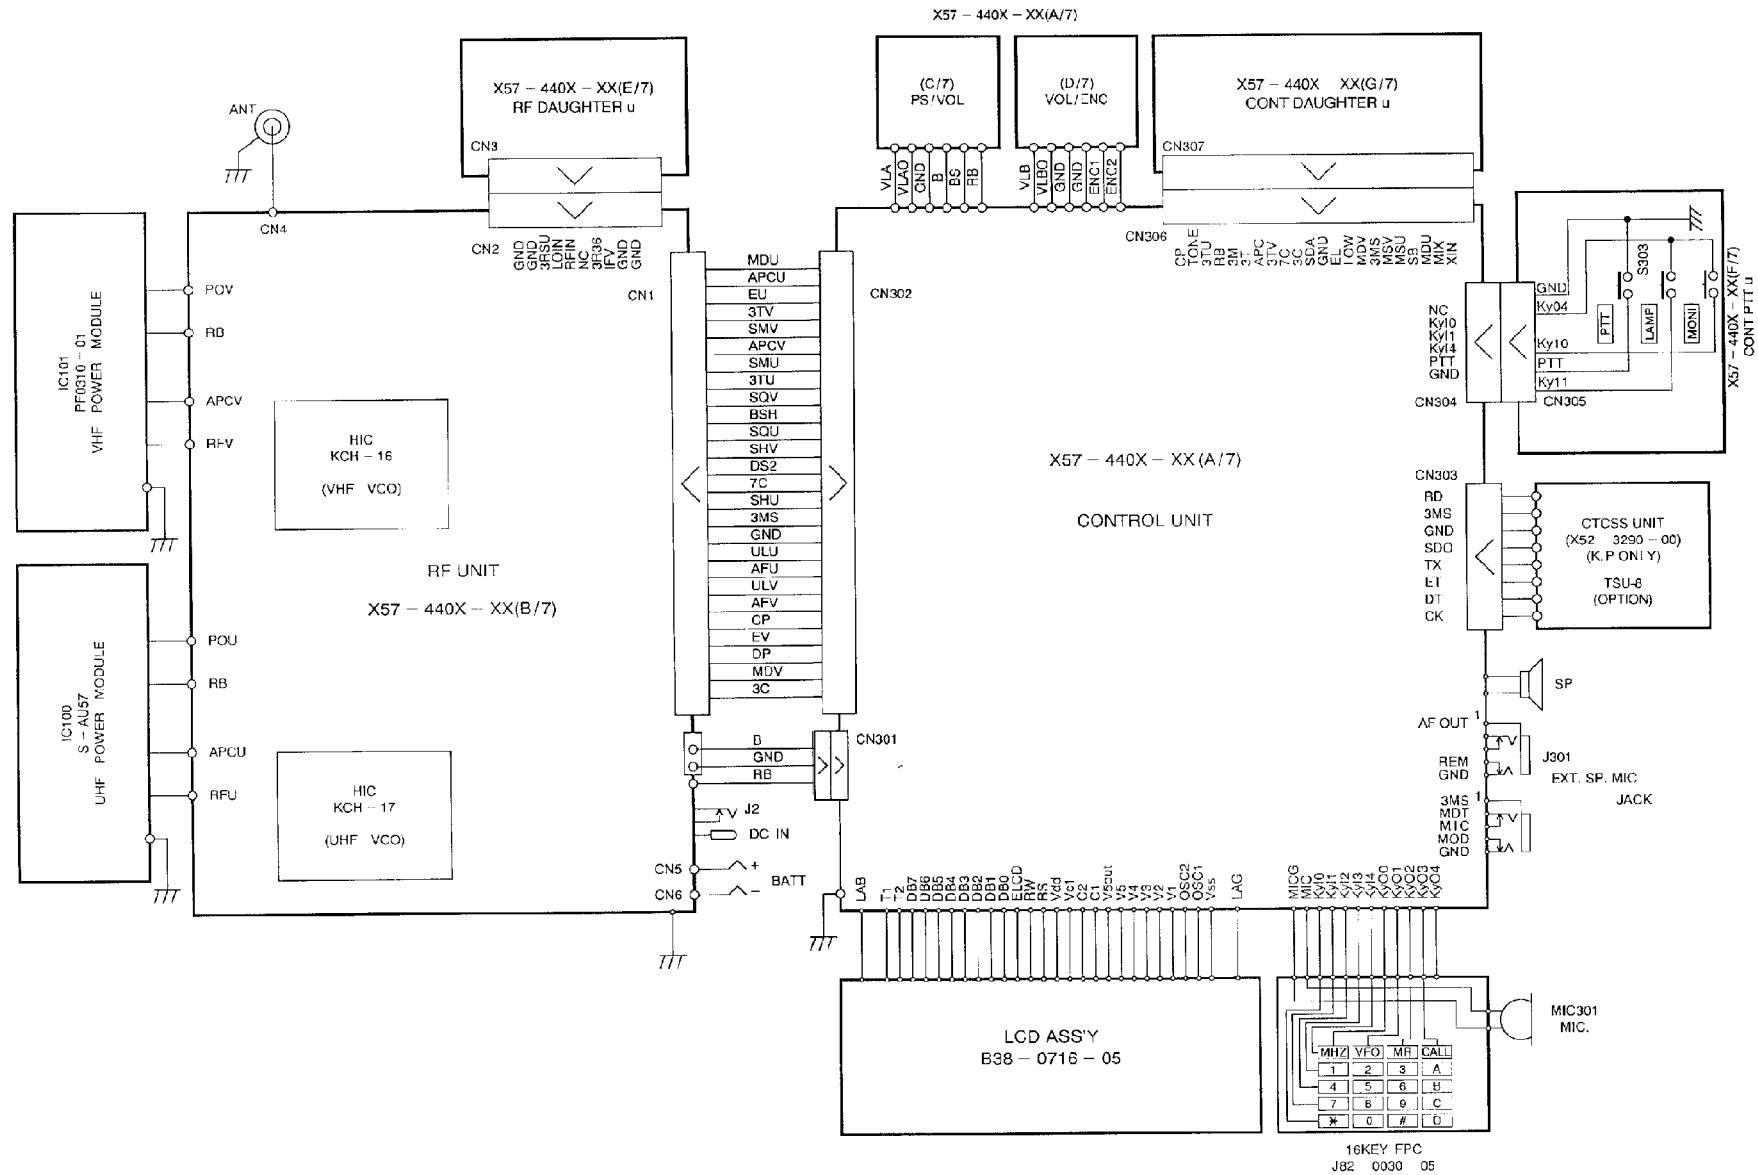 X57 – 440X – XX(A/7)
X57 – 440X – XX(E/7)
RF DAUGHTER u
(C/7)
PS/VOL
(D/7)
VOL/ENC
X57 – 440X XX(G/7)
CONT DAUGHTER u
ANT
CN3
CN307
VLA
VLAO
GND
B
BS
RB
VLB
VLBO
GND
GND
ENC1
ENC2
CN4
CN2
GND
GND
3RSU
LOIN
RFIN
NC
3R36
IFV
GND
GND
CN306
CP
TONE
3TU
RB
3M
APC
3TV
7C
3C
SDA
GND
EL
LOW
MDV
3MS
MSV
MSU
SB
MDU
MIX
XIN
IC101
PF0310 – 01
VHF POWER MODULE
POV
RD
APCV
RFV
HIC
KCH – 16
(VHF VCO)
RF UNIT
X57 – 440X – XX(B/7)
IC100
S – AU57
UHF POWER MODULE
POU
RB
APCU
RFU
HIC
KCH – 17
(UHF VCO)
CN1
CN302
MDU
APCU
EU
3TV
SMV
APCV
SMU
3TU
SQV
BSH
SQU
SHV
DS2
7C
SHU
3MS
GND
ULU
AFU
ULV
AFV
CP
EV
DP
MDV
3C
B
GND
RB
CN301
J2
DC IN
CN5
+
BATT
CN6
–
X57 – 440X – XX (A/7)
CONTROL UNIT
NC
KyI0
KyI1
KyI4
PTT
GND
CN304
GND
Ky04
Ky10
PTT
Ky11
CN305
S303
PTT
LAMP
MONI
X57 – 440X – XX(F/7)
CONT PTT u
CN303
RD
3MS
GND
SDO
TX
ET
DT
CK
CTCSS UNIT
(X52 3290 – 00)
(K.P ONLY)
TSU-8
(OPTION)
SP
AF OUT
1
REM
GND
J301
EXT. SP. MIC
JACK
3MS
1
MDT
MIC
MOD
GND
LAB
T1
T2
DB7
DB6
DB5
DB4
DB3
DB2
DB1
DB0
ELCD
RW
RS
Vdd
Vc1
C2
C1
V5out
V5
V4
V3
V2
V1
OSC2
OSC1
Vss
LAG
MICG
MIC
KyI0
KyI1
KyI2
KyI3
KyI4
KyO0
KyO1
KyO2
KyO3
KyO4
LCD ASS'Y
B38 – 0716 – 05
MIC301
MIC.
MHZ VFO MR CALL
1 2 3 A
4 5 6 B
7 8 9 C
* 0 # D
16KEY FPC
J82 0030 05